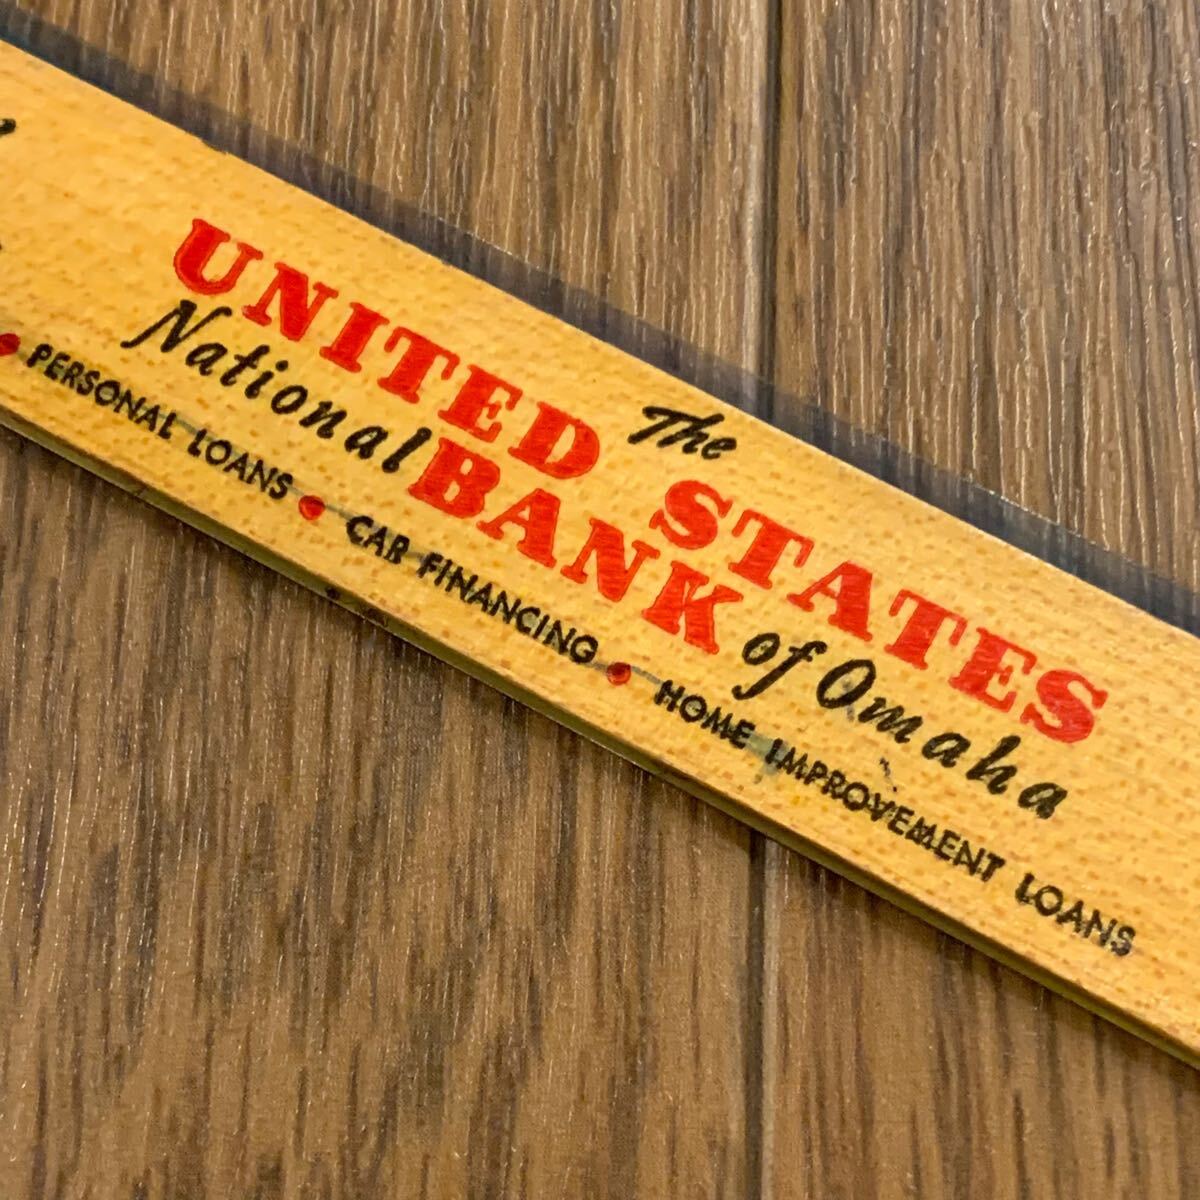 The
UNITED STATES
National BANK of Omaha
PERSONAL LOANS • CAR FINANCING • HOME IMPROVEMENT LOANS